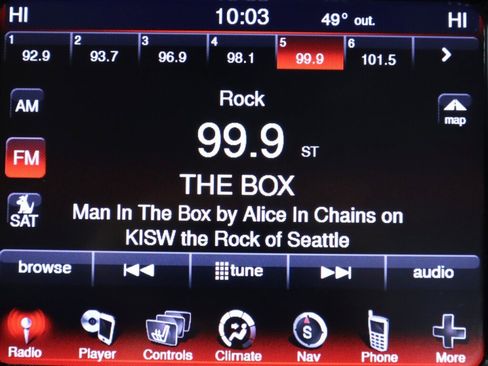 HI 10:03 49° out. HI
1 2 3 4 5 6
92.9 93.7 96.9 98.1 99.9 101.5
Rock
AM
map
99.9 ST
FM
THE BOX
SAT
Man In The Box by Alice In Chains on
KISW the Rock of Seattle
browse tune audio
Radio Player Controls Climate Nav Phone More